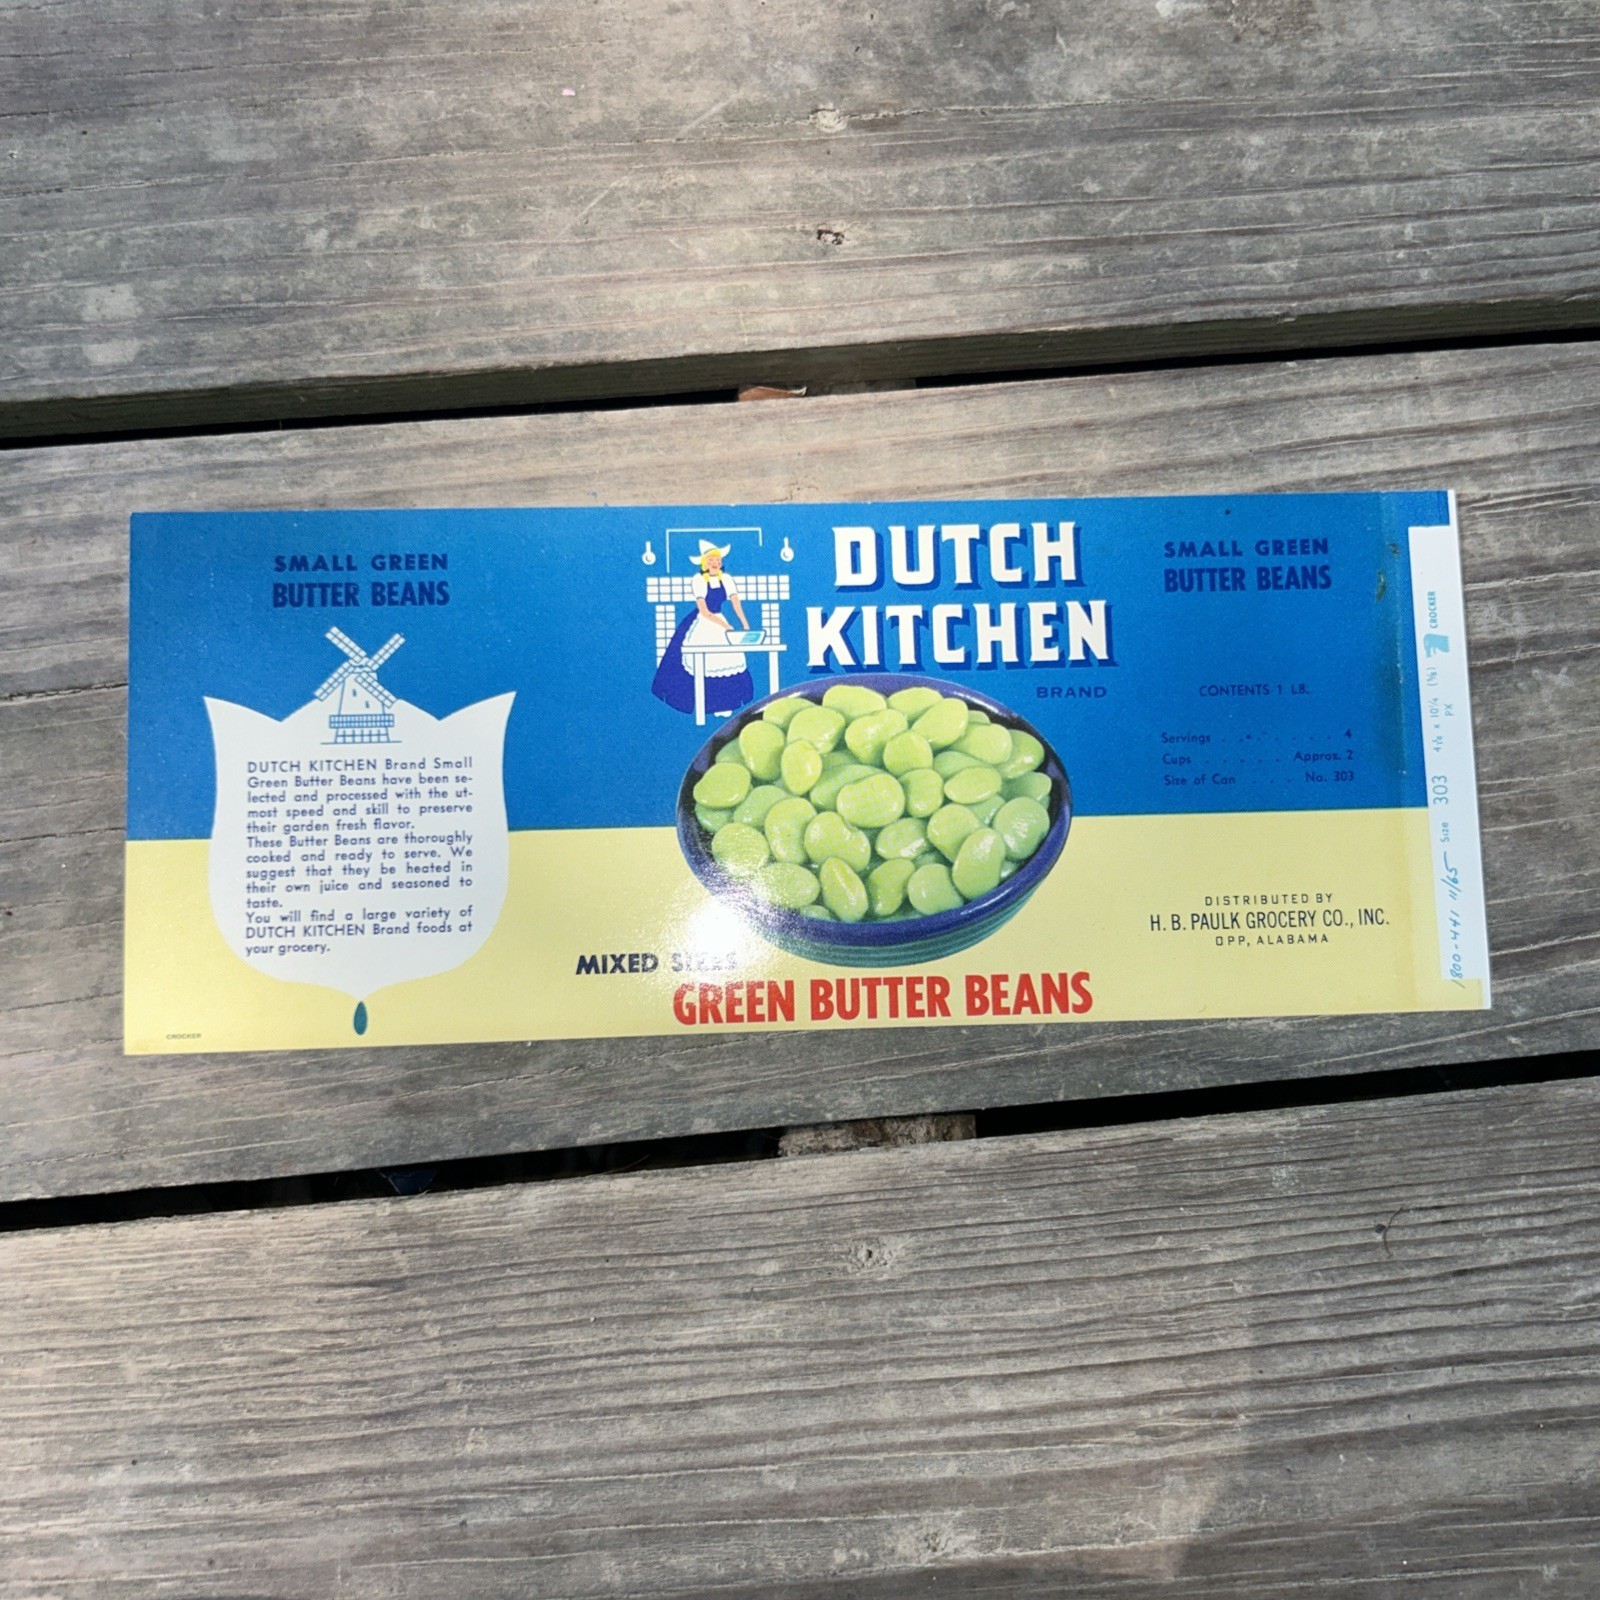 SMALL GREEN
BUTTER BEANS
DUTCH KITCHEN Brand Small
Green Butter Beans have been se-
lected and processed with the ut-
most speed and skill to preserve
their garden fresh flavor.
These Butter Beans are thoroughly
cooked and ready to serve. We
suggest that they be heated in
their own juice and seasoned to
taste.
You will find a large variety of
DUTCH KITCHEN Brand foods at
your grocery.
CROCKER
DUTCH
KITCHEN
BRAND
MIXED SIZES
GREEN BUTTER BEANS
SMALL GREEN
BUTTER BEANS
CONTENTS 1 LB.
Servings . . . . . . . . 4
Cups . . . . . Approx. 2
Size of Can . . . No. 303
DISTRIBUTED BY
H. B. PAULK GROCERY CO., INC.
OPP, ALABAMA
1800-441 11/65 Size 303
PX
CROCKER